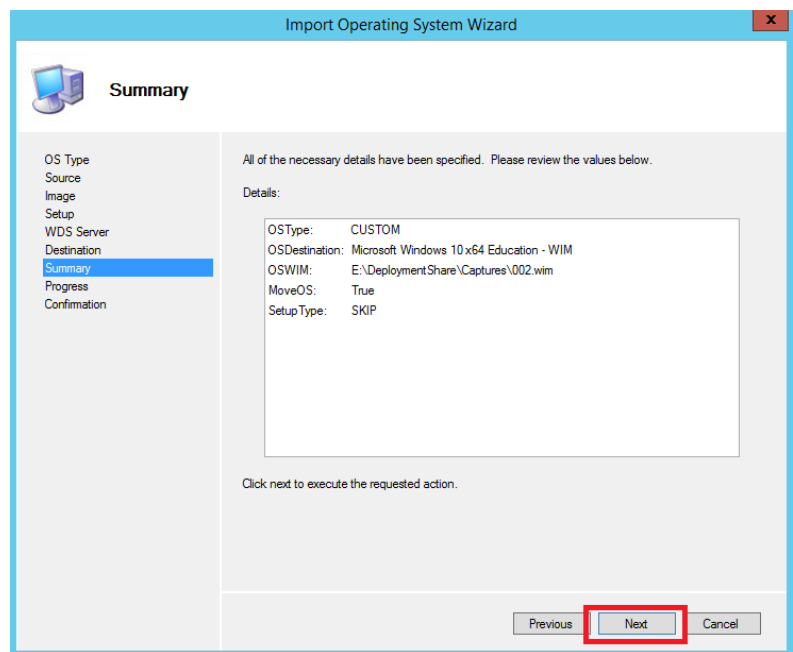 Import Operating System Wizard
x
Summary
OS Type
Source
Image
Setup
WDS Server
Destination
Summary
Progress
Confirmation
All of the necessary details have been specified. Please review the values below.
Details:
OSType: CUSTOM
OSDestination: Microsoft Windows 10 x64 Education - WIM
OSWIM: E:\DeploymentShare\Captures\002.wim
MoveOS: True
SetupType: SKIP
Click next to execute the requested action.
Previous Next Cancel